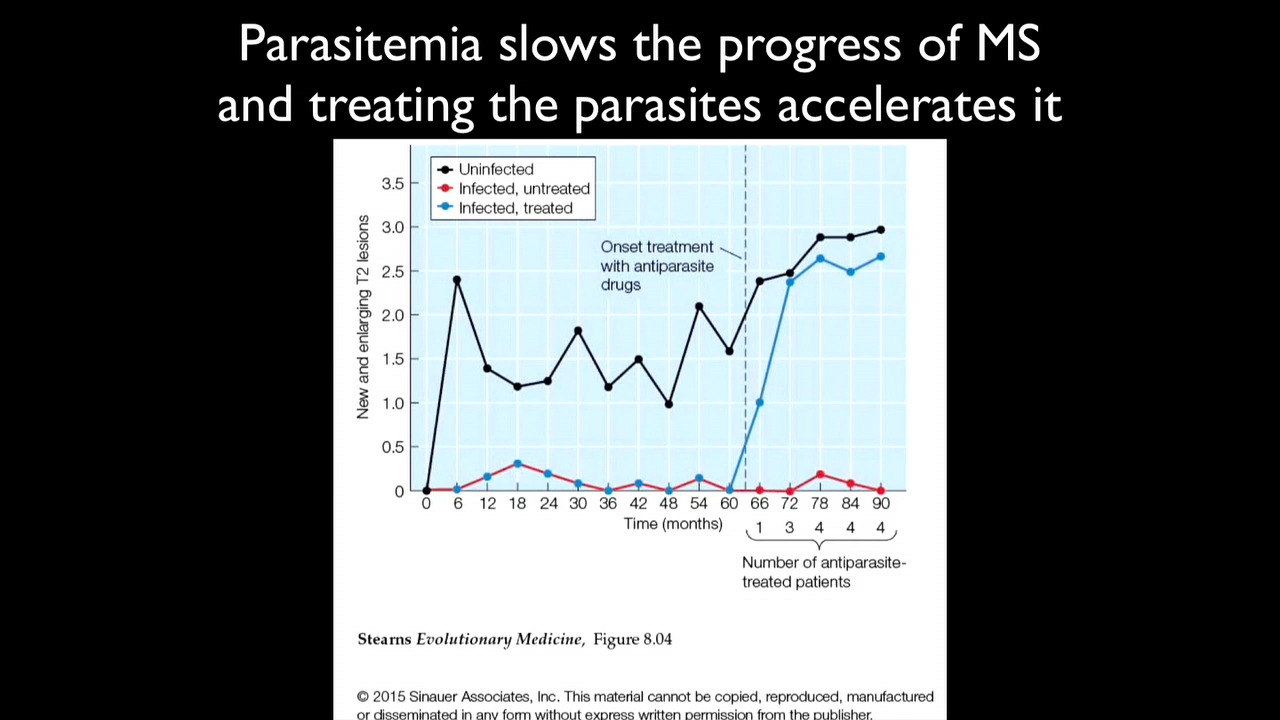 Parasitemia slows the progress of MS
and treating the parasites accelerates it
Uninfected
Infected, untreated
Infected, treated
New and enlarging T2 lesions
3.5
3.0
2.5
2.0
1.5
1.0
0.5
0
Onset treatment
with antiparasite
drugs
0 6 12 18 24 30 36 42 48 54 60 66 72 78 84 90
Time (months)
1 3 4 4 4
Number of antiparasite-
treated patients
Stearns Evolutionary Medicine, Figure 8.04
© 2015 Sinauer Associates, Inc. This material cannot be copied, reproduced, manufactured
or disseminated in any form without express written permission from the publisher.